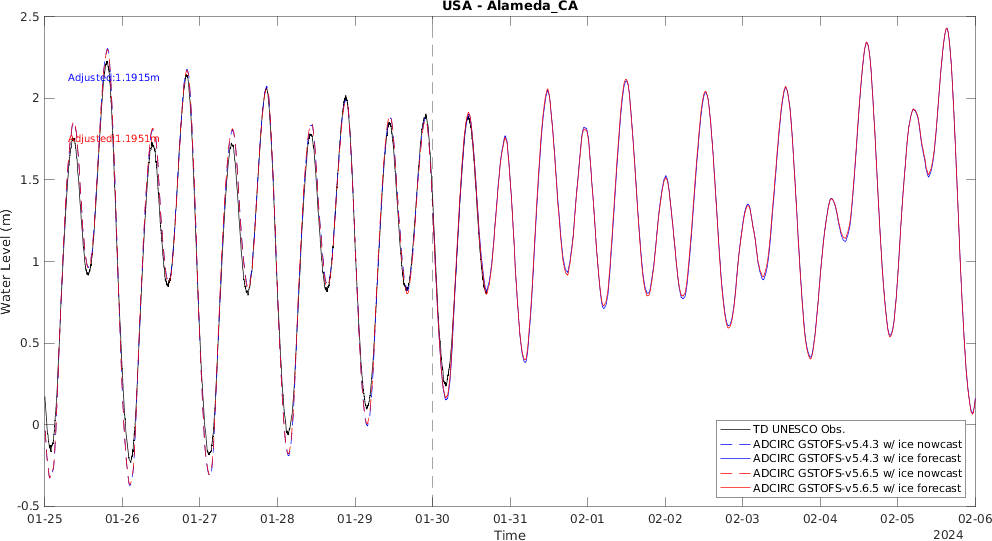 USA - Alameda_CA
2.5
2
1.5
1
0.5
0
-0.5
Water Level (m)
Adjusted:1.1915m
Adjusted:1.1951m
TD UNESCO Obs.
ADCIRC GSTOFS-v5.4.3 w/ ice nowcast
ADCIRC GSTOFS-v5.4.3 w/ ice forecast
ADCIRC GSTOFS-v5.6.5 w/ ice nowcast
ADCIRC GSTOFS-v5.6.5 w/ ice forecast
01-25 01-26 01-27 01-28 01-29 01-30 01-31 02-01 02-02 02-03 02-04 02-05 02-06
Time
2024